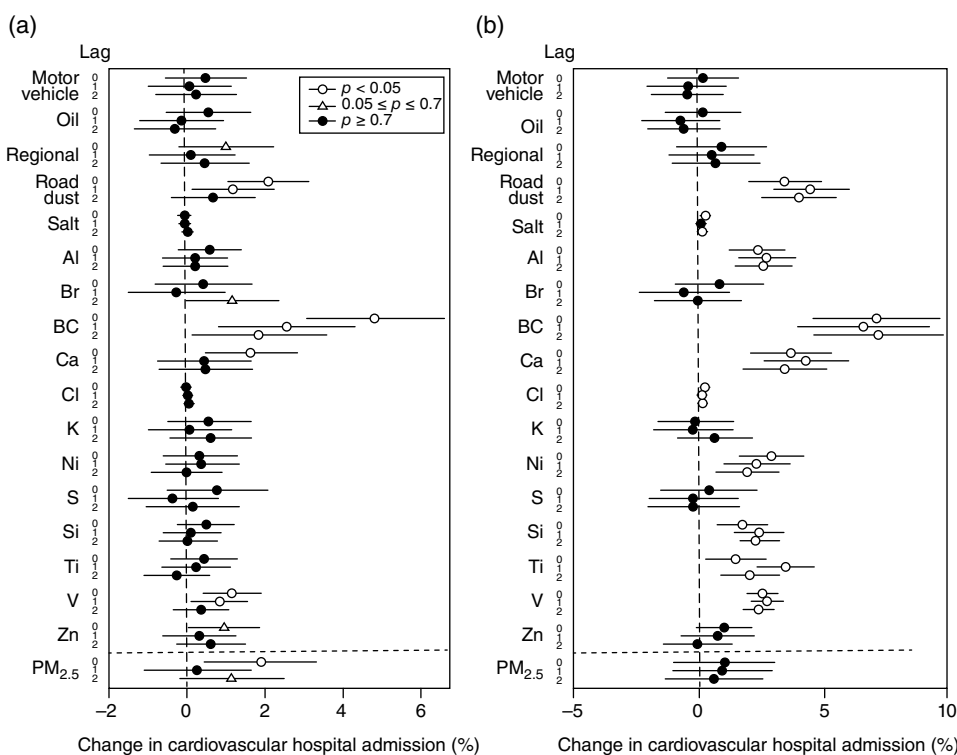 (a)
Lag
Motor vehicle 0 1 2
Oil 0 1 2
Regional 0 1 2
Road dust 0 1 2
Salt 0 1 2
Al 0 1 2
Br 0 1 2
BC 0 1 2
Ca 0 1 2
Cl 0 1 2
K 0 1 2
Ni 0 1 2
S 0 1 2
Si 0 1 2
Ti 0 1 2
V 0 1 2
Zn 0 1 2
PM2.5 0 1 2
p < 0.05
0.05 ≤ p ≤ 0.7
p ≥ 0.7
−2 0 2 4 6
Change in cardiovascular hospital admission (%)
(b)
Lag
Motor vehicle 0 1 2
Oil 0 1 2
Regional 0 1 2
Road dust 0 1 2
Salt 0 1 2
Al 0 1 2
Br 0 1 2
BC 0 1 2
Ca 0 1 2
Cl 0 1 2
K 0 1 2
Ni 0 1 2
S 0 1 2
Si 0 1 2
Ti 0 1 2
V 0 1 2
Zn 0 1 2
PM2.5 0 1 2
−5 0 5 10
Change in cardiovascular hospital admission (%)